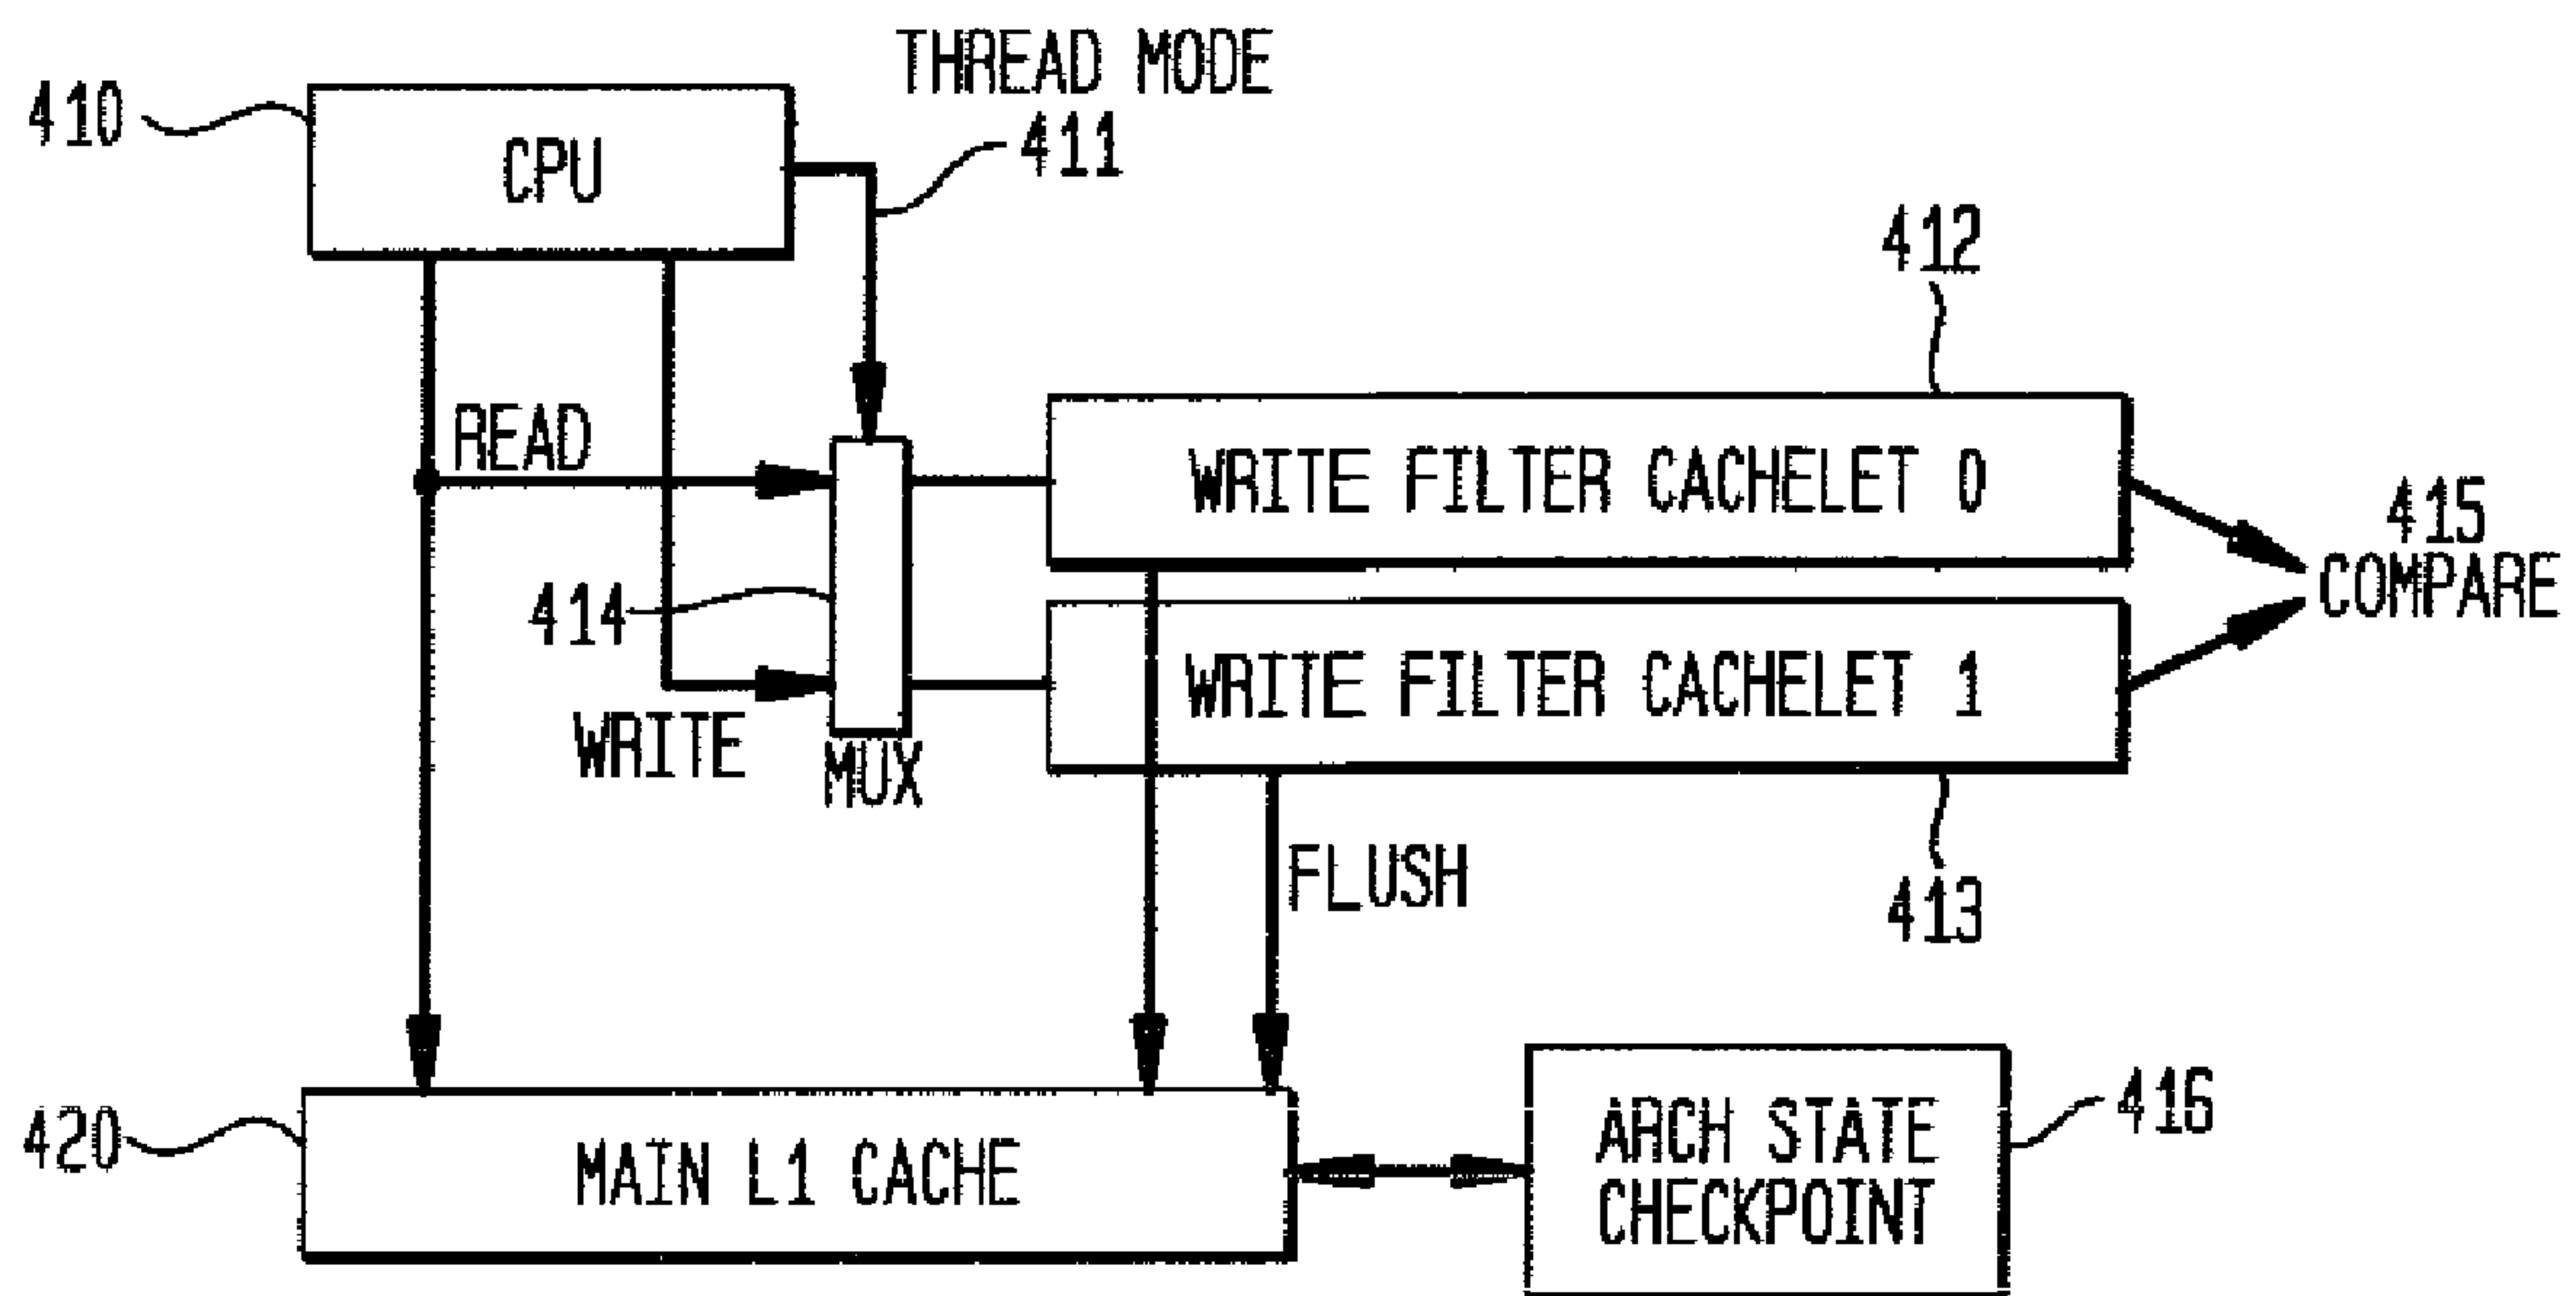 THREAD MODE
410
411
CPU
412
READ
WRITE FILTER CACHELET 0
415
COMPARE
414
WRITE FILTER CACHELET 1
WRITE
MUX
FLUSH
413
420
MAIN L1 CACHE
ARCH STATE
CHECKPOINT
416